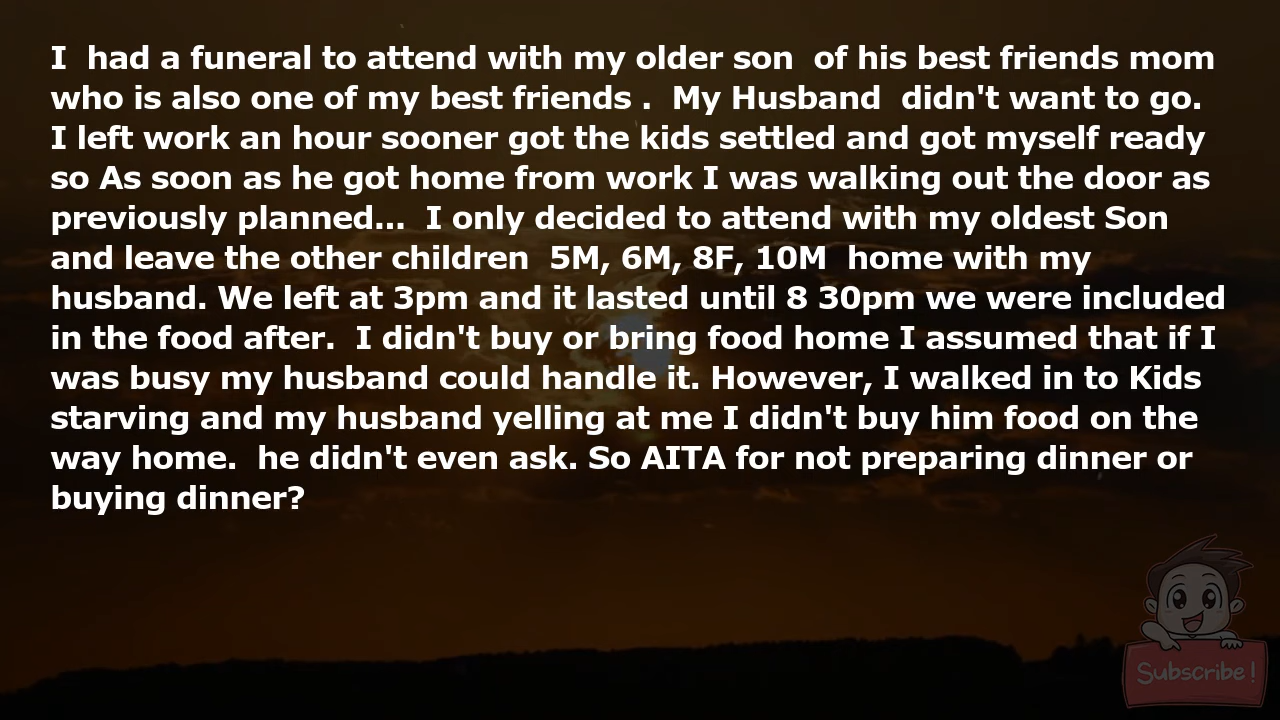 I  had a funeral to attend with my older son  of his best friends mom
who is also one of my best friends .  My Husband  didn't want to go.
I left work an hour sooner got the kids settled and got myself ready
so As soon as he got home from work I was walking out the door as
previously planned...  I only decided to attend with my oldest Son
and leave the other children  5M, 6M, 8F, 10M  home with my
husband. We left at 3pm and it lasted until 8 30pm we were included
in the food after.  I didn't buy or bring food home I assumed that if I
was busy my husband could handle it. However, I walked in to Kids
starving and my husband yelling at me I didn't buy him food on the
way home.  he didn't even ask. So AITA for not preparing dinner or
buying dinner?
Subscribe!